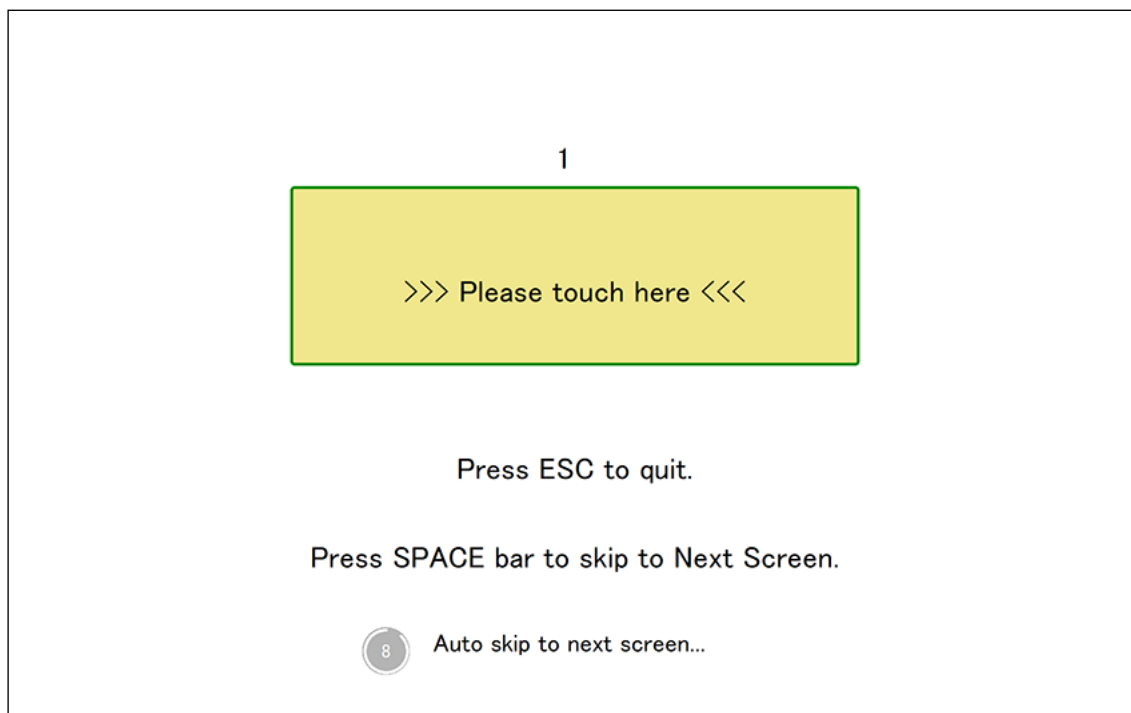 1
>>> Please touch here <<<
Press ESC to quit.
Press SPACE bar to skip to Next Screen.
8
Auto skip to next screen...